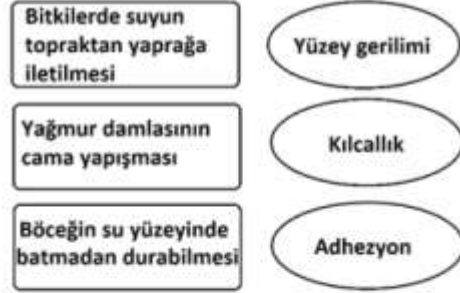 Bitkilerde suyun
topraktan yaprağa
iletilmesi
Yüzey gerilimi
Yağmur damlasının
cama yapışması
Kılcallık
Böceğin su yüzeyinde
batmadan durabilmesi
Adhezyon